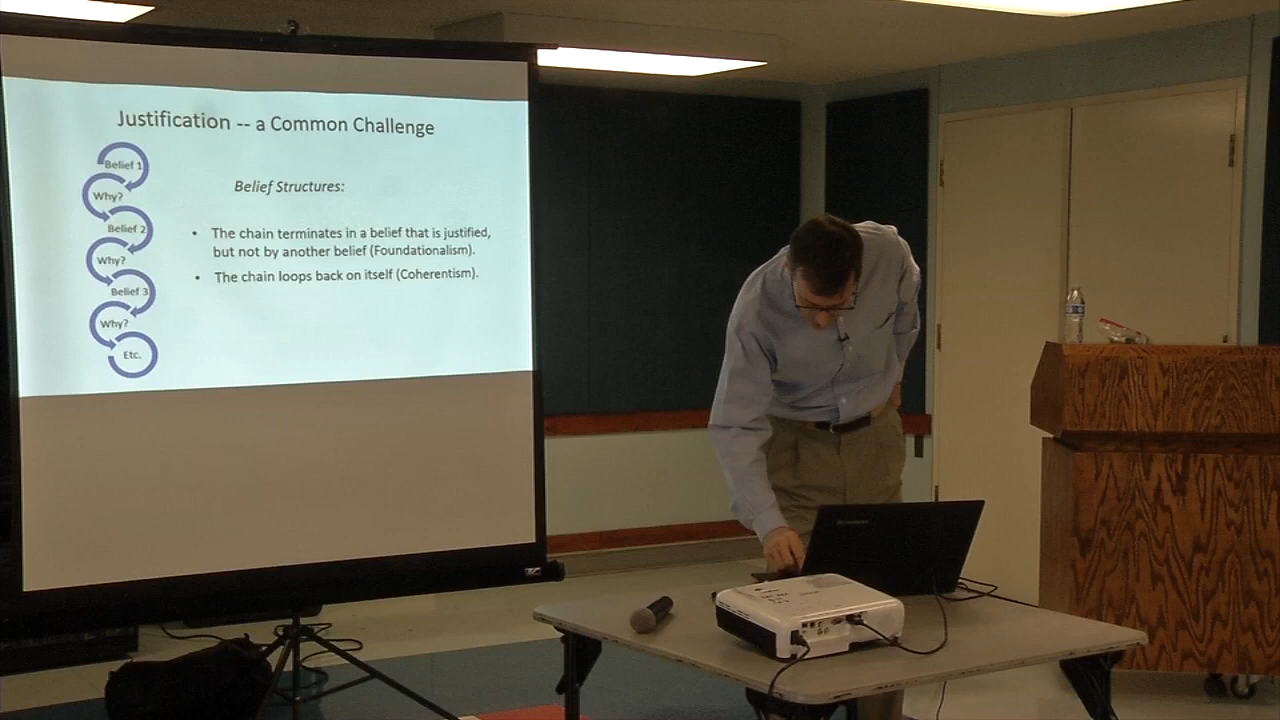 Justification -- a Common Challenge
Belief 1
Why?
Belief 2
Why?
Belief 3
Why?
Etc.
Belief Structures:
• The chain terminates in a belief that is justified,
but not by another belief (Foundationalism).
• The chain loops back on itself (Coherentism).